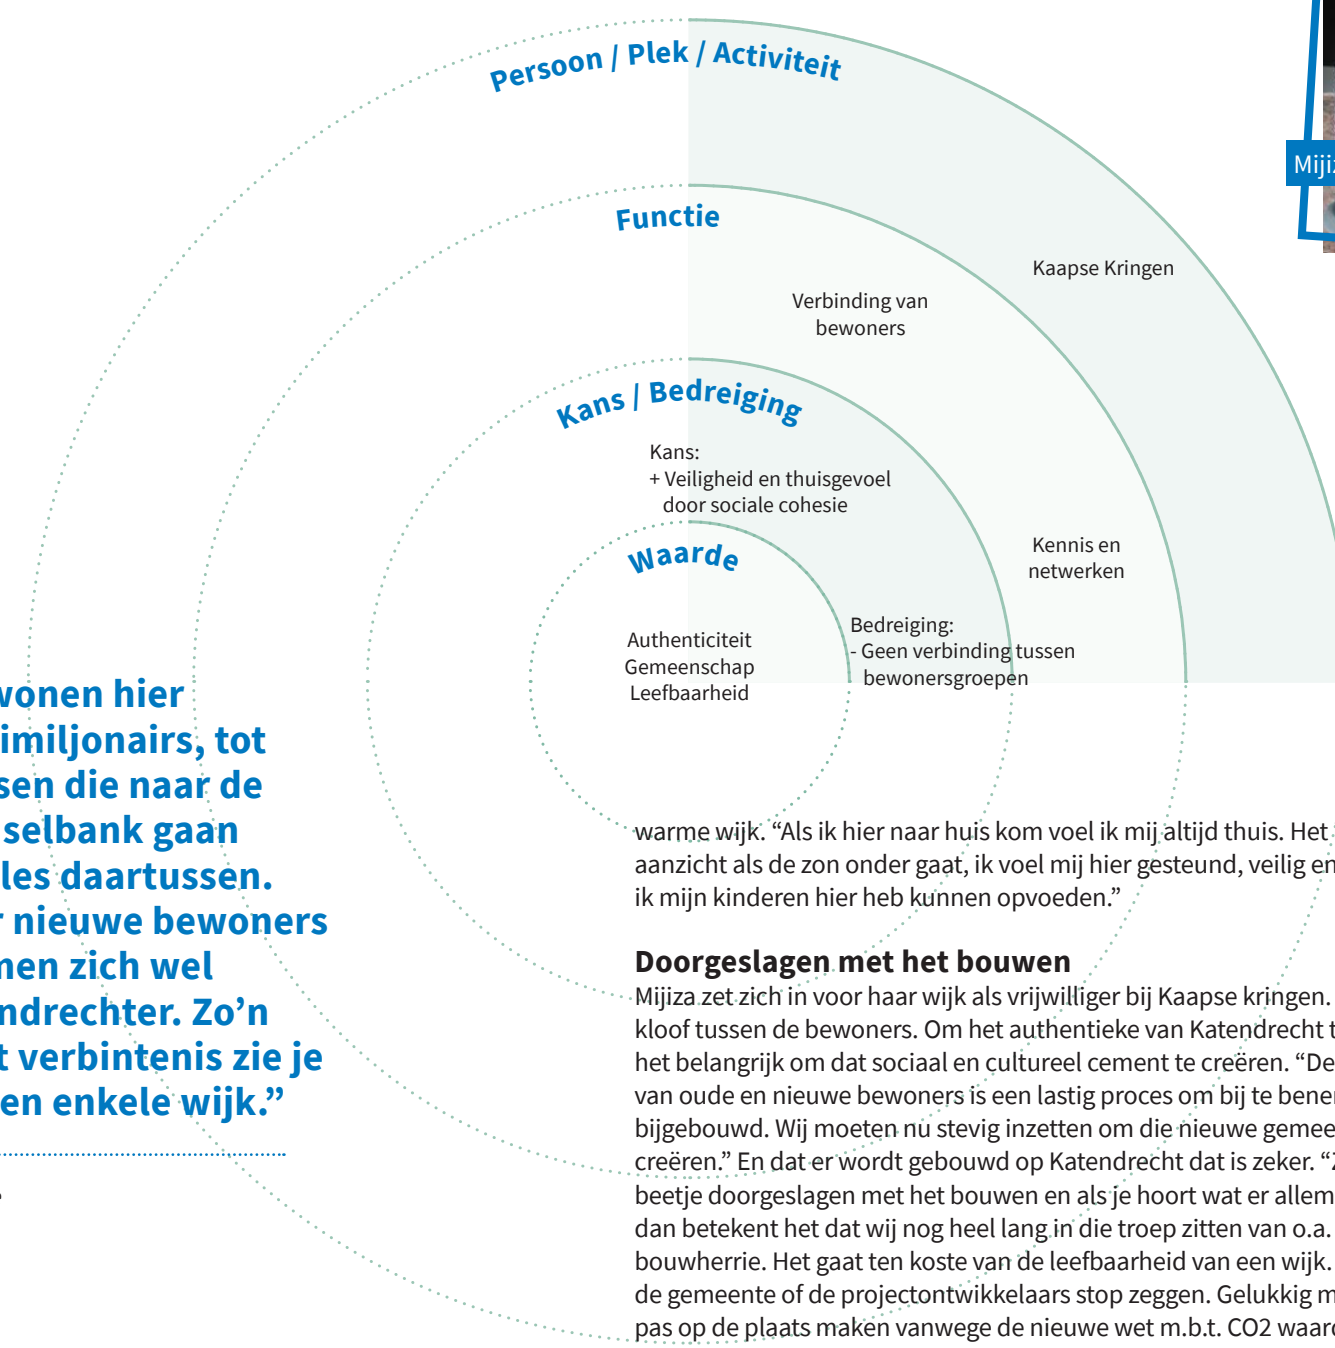 Persoon / Plek / Activiteit
Functie
Kaapse Kringen
Verbinding van
bewoners
Kans / Bedreiging
Kans:
+ Veiligheid en thuisgevoel
door sociale cohesie
Waarde
Kennis en
netwerken
Authenticiteit
Gemeenschap
Leefbaarheid
Bedreiging:
- Geen verbinding tussen
bewonersgroepen
wonen hier
imiljonairs, tot
sen die naar de
selbank gaan
les daartussen.
nieuwe bewoners
men zich wel
ndrechter. Zo’n
t verbintenis zie je
en enkele wijk.”
warme wijk. “Als ik hier naar huis kom voel ik mij altijd thuis. Het
aanzicht als de zon onder gaat, ik voel mij hier gesteund, veilig en
ik mijn kinderen hier heb kunnen opvoeden.”
Doorgeslagen met het bouwen
Mijiza zet zich in voor haar wijk als vrijwilliger bij Kaapse kringen.
kloof tussen de bewoners. Om het authentieke van Katendrecht t
het belangrijk om dat sociaal en cultureel cement te creëren. “De
van oude en nieuwe bewoners is een lastig proces om bij te bener
bijgebouwd. Wij moeten nu stevig inzetten om die nieuwe gemee
creëren.” En dat er wordt gebouwd op Katendrecht dat is zeker. “Z
beetje doorgeslagen met het bouwen en als je hoort wat er allem
dan betekent het dat wij nog heel lang in die troep zitten van o.a.
bouwherrie. Het gaat ten koste van de leefbaarheid van een wijk.
de gemeente of de projectontwikkelaars stop zeggen. Gelukkig m
pas op de plaats maken vanwege de nieuwe wet m.b.t. CO2 waard
Mijiz